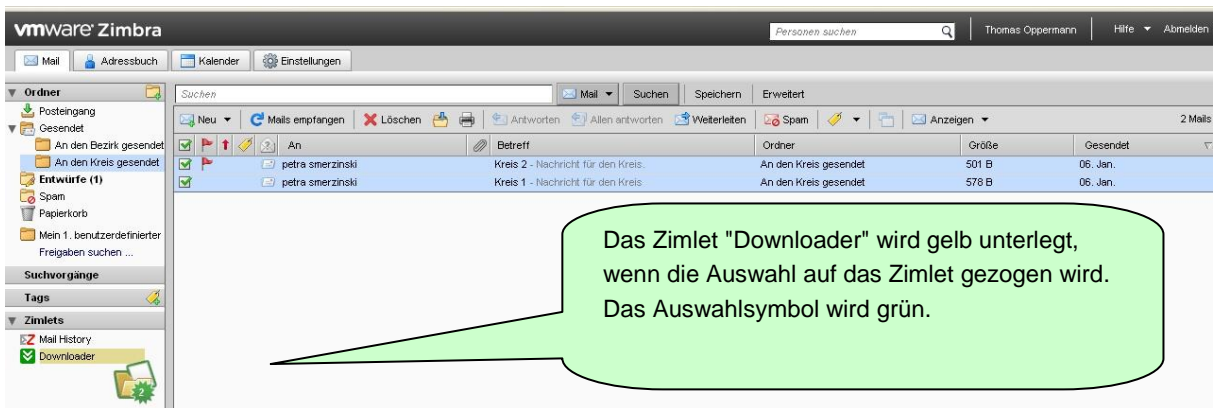 vmware Zimbra
Personen suchen
Thomas Oppermann
Hilfe
Abmelden
Mail
Adressbuch
Kalender
Einstellungen
Ordner
Posteingang
Gesendet
An den Bezirk gesendet
An den Kreis gesendet
Entwürfe (1)
Spam
Papierkorb
Mein 1. benutzerdefinierter
Freigaben suchen ...
Suchvorgänge
Tags
Zimlets
Mail History
Downloader
2
Suchen
Mail
Suchen
Speichern
Erweitert
Neu
Mails empfangen
Löschen
Antworten
Allen antworten
Weiterleiten
Spam
Anzeigen
2 Mails
An
Betreff
Ordner
Größe
Gesendet
petra smerzinski
Kreis 2 - Nachricht für den Kreis.
An den Kreis gesendet
501 B
06. Jan.
petra smerzinski
Kreis 1 - Nachricht für den Kreis
An den Kreis gesendet
578 B
06. Jan.
Das Zimlet "Downloader" wird gelb unterlegt,
wenn die Auswahl auf das Zimlet gezogen wird.
Das Auswahlsymbol wird grün.